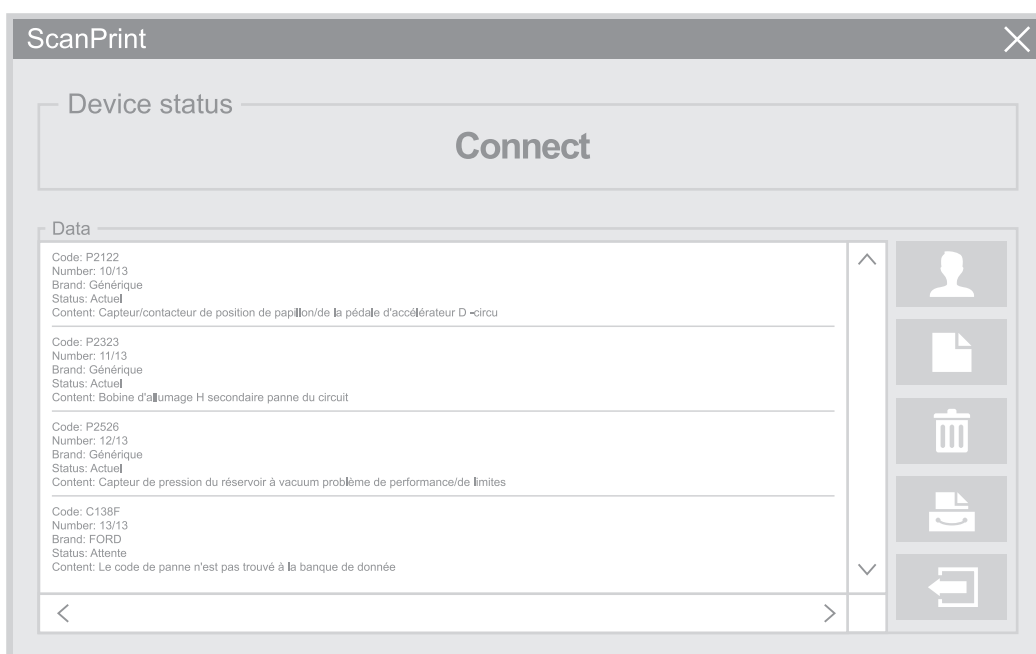 ScanPrint
Device status
Connect
Data
Code: P2122
Number: 10/13
Brand: Générique
Status: Actuel
Content: Capteur/contacteur de position de papillon/de la pédale d'accélérateur D -circu
Code: P2323
Number: 11/13
Brand: Générique
Status: Actuel
Content: Bobine d'allumage H secondaire panne du circuit
Code: P2526
Number: 12/13
Brand: Générique
Status: Actuel
Content: Capteur de pression du réservoir à vacuum problème de performance/de limites
Code: C138F
Number: 13/13
Brand: FORD
Status: Attente
Content: Le code de panne n'est pas trouvé à la banque de donnée